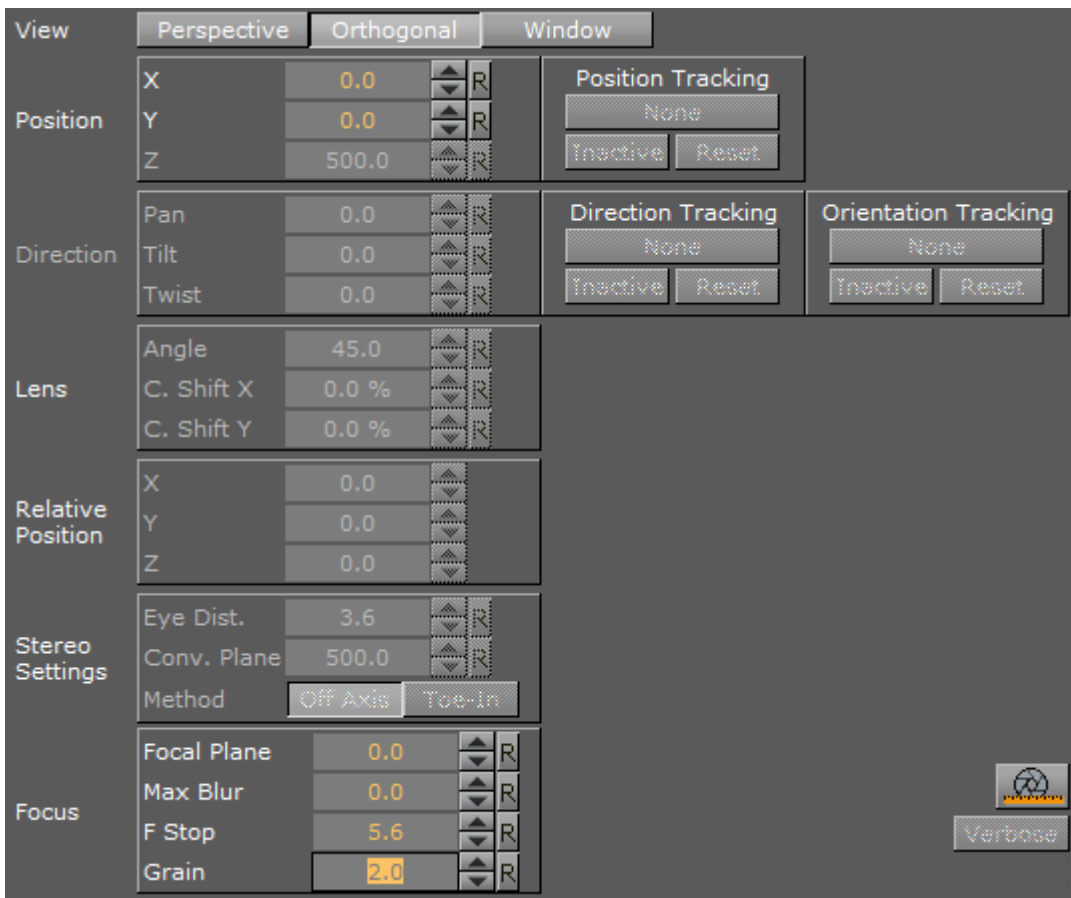 View Perspective Orthogonal Window
Position
X 0.0 R
Y 0.0 R
Z 500.0 R
Position Tracking
None
Inactive Reset
Direction
Pan 0.0 R
Tilt 0.0 R
Twist 0.0 R
Direction Tracking
None
Inactive Reset
Orientation Tracking
None
Inactive Reset
Lens
Angle 45.0 R
C. Shift X 0.0 % R
C. Shift Y 0.0 % R
Relative
Position
X 0.0
Y 0.0
Z 0.0
Stereo
Settings
Eye Dist. 3.6 R
Conv. Plane 500.0 R
Method Off Axis Toe-In
Focus
Focal Plane 0.0 R
Max Blur 0.0 R
F Stop 5.6 R
Grain 2.0 R
Verbose